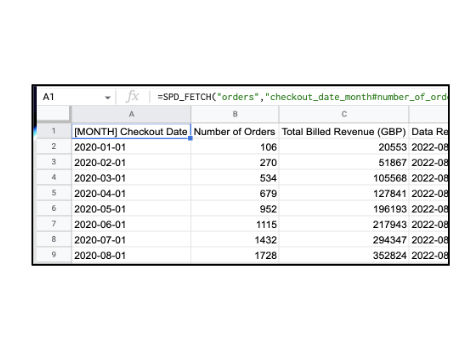 A1 fx =SPD_FETCH("orders","checkout_date_month#number_of_ord
A B C
1 [MONTH] Checkout Date Number of Orders Total Billed Revenue (GBP) Data Re
2 2020-01-01 106 20553 2022-08
3 2020-02-01 270 51867 2022-08
4 2020-03-01 534 105568 2022-08
5 2020-04-01 679 127841 2022-08
6 2020-05-01 952 196193 2022-08
7 2020-06-01 1115 217943 2022-08
8 2020-07-01 1432 294347 2022-08
9 2020-08-01 1728 352824 2022-08